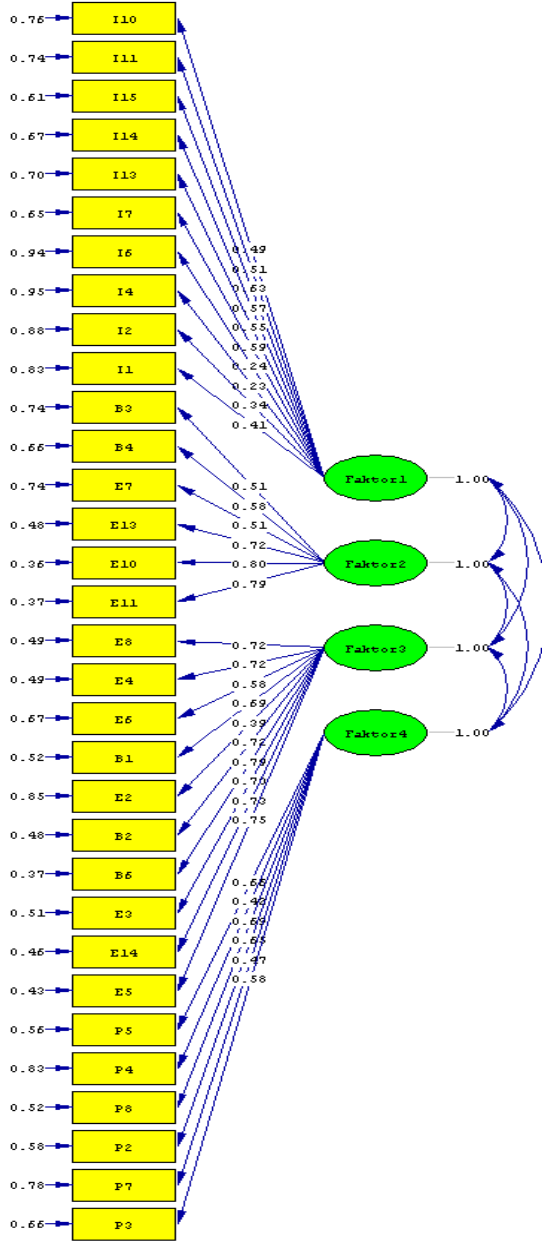 0.76 I10
0.74 I11
0.61 I15
0.67 I14
0.70 I13
0.65 I7
0.94 I6
0.95 I4
0.88 I2
0.83 I1
0.74 B3
0.66 B4
0.74 E7
0.48 E13
0.36 E10
0.37 E11
0.49 E8
0.49 E4
0.67 E6
0.52 B1
0.85 E2
0.48 B2
0.37 B6
0.51 E3
0.46 E14
0.43 E5
0.56 P5
0.83 P4
0.52 P8
0.58 P2
0.78 P7
0.66 P3
0.49
0.51
0.63
0.57
0.55
0.59
0.24
0.23
0.34
0.41
0.51
0.58
0.51
0.72
0.80
0.79
0.72
0.72
0.58
0.69
0.39
0.72
0.79
0.70
0.73
0.75
0.66
0.69
0.65
0.47
0.58
Faktor1 1.00
Faktor2 1.00
Faktor3 1.00
Faktor4 1.00